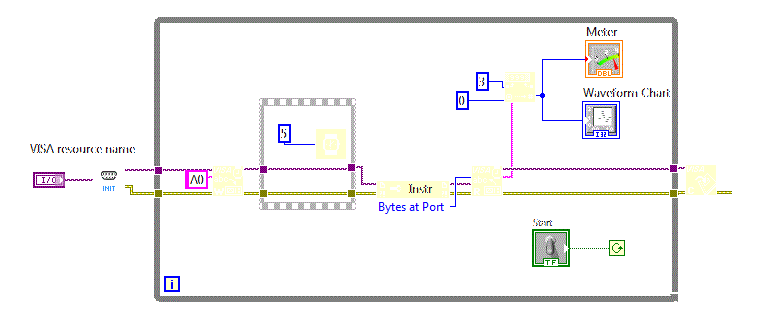 Meter
DBL
3
0
Waveform Chart
I32
5
VISA resource name
I/O
INIT
A0
Instr
Bytes at Port
Start
TF
i